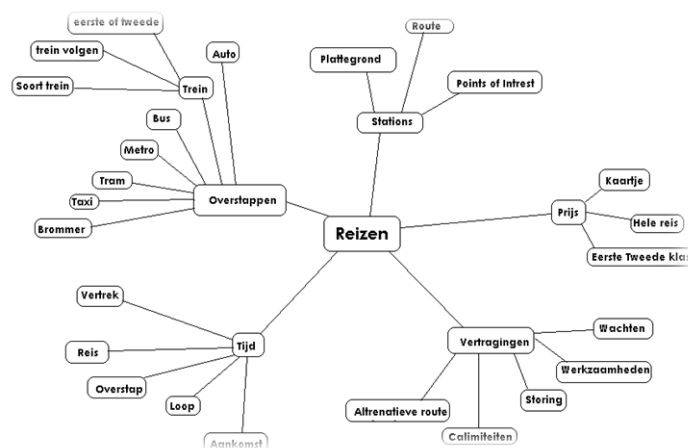 eerste of tweede
Route
trein volgen
Auto
Plattegrond
Soort trein
Trein
Points of Intrest
Bus
Stations
Metro
Kaartje
Tram
Taxi
Overstappen
Prijs
Brommer
Reizen
Hele reis
Eerste Tweede klas
Vertrek
Wachten
Tijd
Vertragingen
Reis
Werkzaamheden
Overstap
Storing
Loop
Altrenatieve route
Calimiteiten
Aankomst